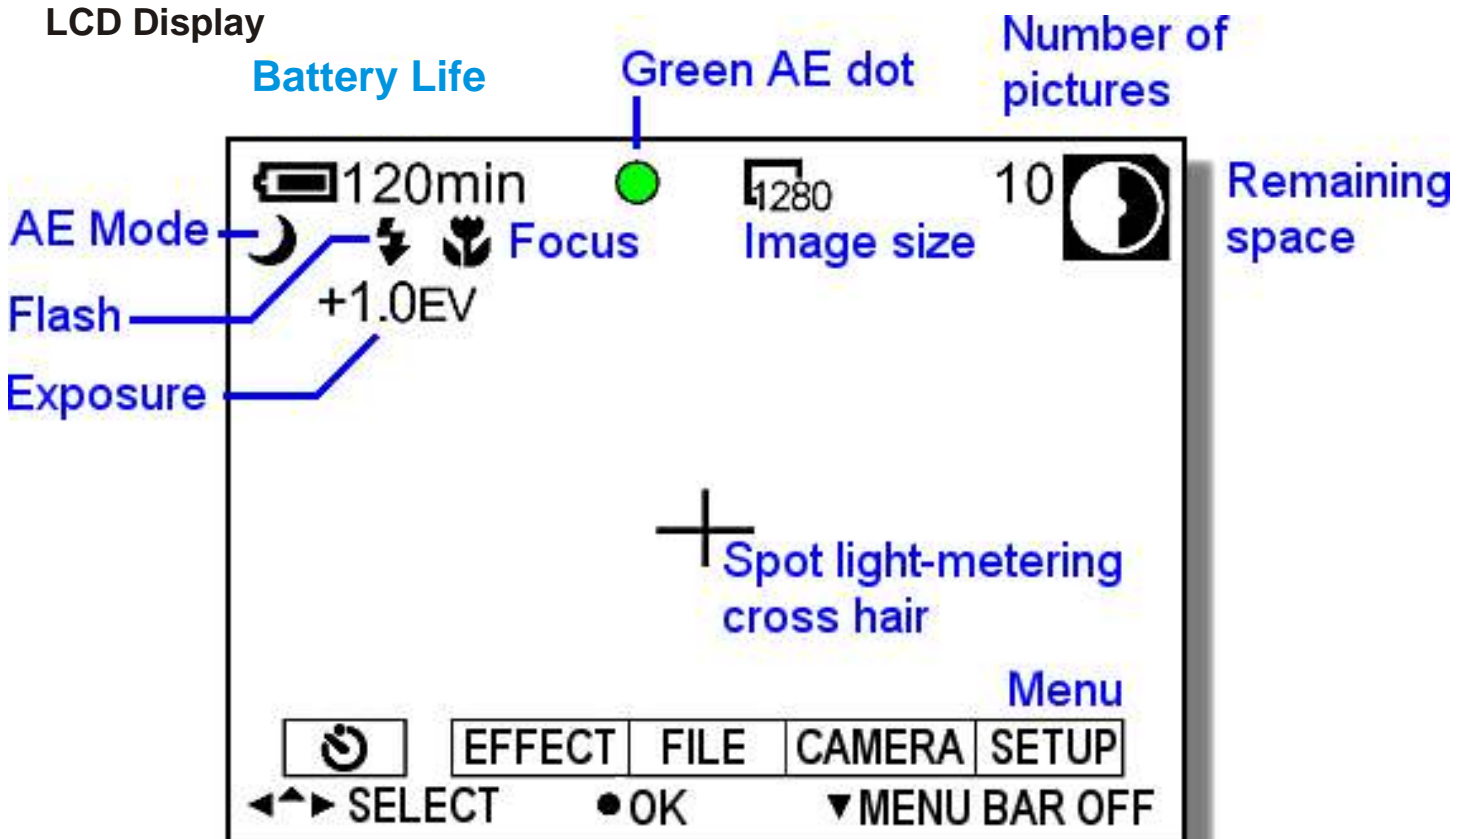 LCD Display
Battery Life
Green AE dot
Number of
pictures
120min
1280
10
Remaining
space
AE Mode
Focus
Image size
Flash
+1.0EV
Exposure
Spot light-metering
cross hair
Menu
EFFECT FILE CAMERA SETUP
SELECT OK MENU BAR OFF